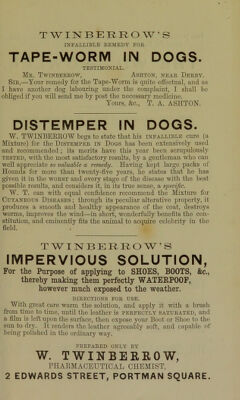 TWINBERROW'S
INFALLIBLE REMEDY FOR
TAPE-WORM IN DOGS.
TESTIMONIAL.
MR. TWINBERROW, ASHTON, NEAR DERBY.
SIR,—Your remedy for the Tape-Worm is quite effectual, and as
I have another dog labouring under the complaint, I shall be
obliged if you will send me by post the necessary medicine.
Yours, &c., T. A. ASHTON.
DISTEMPER IN DOGS.
W. TWINBERROW begs to state that his INFALLIBLE CURE (a
Mixture) for the DISTEMPER IN DOGS has been extensively used
and recommended; its merits have this year been scrupulously
TESTED, with the most satisfactory results, by a gentleman who can
well appreciate so valuable a remedy. Having kept large packs of
Hounds for more than twenty-five years, he states that he has
given it in the WORST and every stage of the disease with the best
possible results, and considers it, in its true sense, a specific.
W. T. can with equal confidence recommend the Mixture for
CUTANEOUS DISEASES; through its peculiar alterative property, it
produces a smooth and healthy appearance of the coat, destroys
worms, improves the wind—in short, wonderfully benefits the con-
stitution, and eminently fits the animal to acquire celebrity in the
field.
TWINBERROW'S
IMPERVIOUS SOLUTION,
For the Purpose of applying to SHOES, BOOTS, &c.,
thereby making them perfectly WATERPOOF,
however much exposed to the weather.
DIRECTIONS FOR USE.
With great care warm the solution, and apply it with a brush
from time to time, until the leather is PERFECTLY SATURATED, and
a film is left upon the surface, then expose your Boot or Shoe to the
sun to dry. It renders the leather agreeably soft, and capable of
being polished in the ordinary way.
PREPARED ONLY BY
W. TWINBERROW,
PHARMACEUTICAL CHEMIST,
2 EDWARDS STREET, PORTMAN SQUARE.